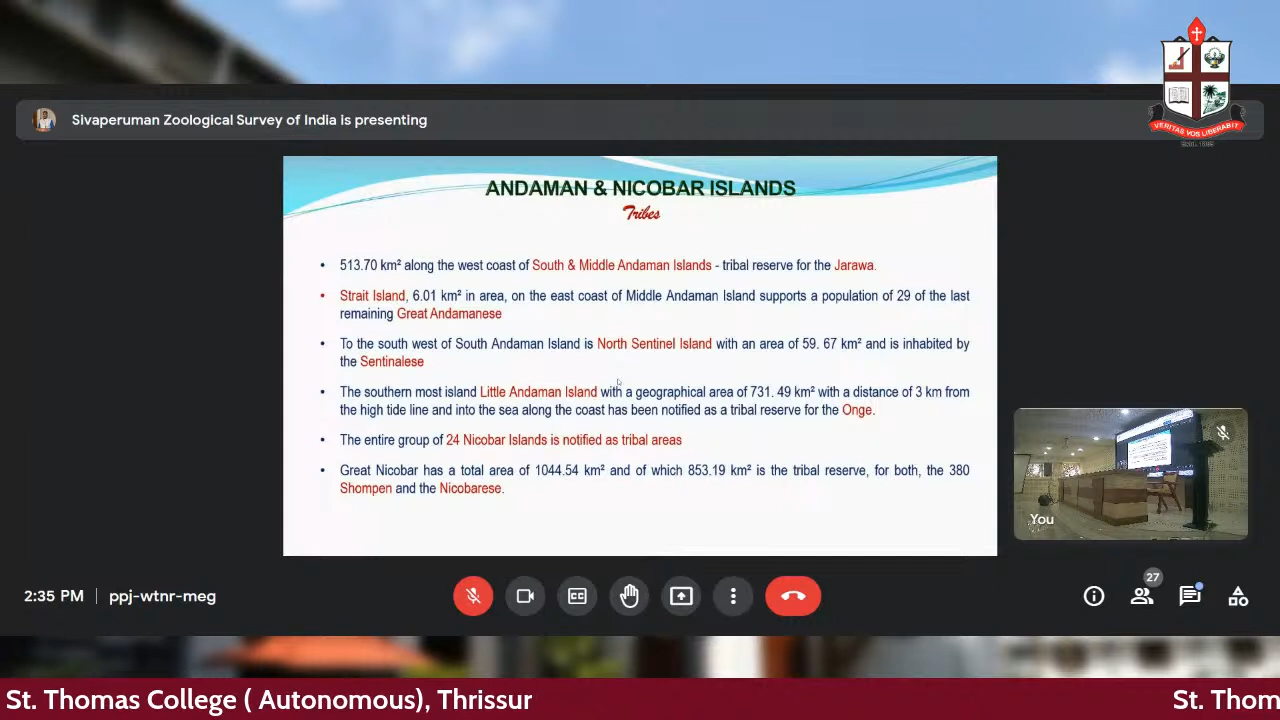 VERITAS VOS LIBERABIT
Sivaperuman Zoological Survey of India is presenting
ANDAMAN & NICOBAR ISLANDS
Tribes
• 513.70 km² along the west coast of South & Middle Andaman Islands - tribal reserve for the Jarawa.
• Strait Island, 6.01 km² in area, on the east coast of Middle Andaman Island supports a population of 29 of the last
remaining Great Andamanese
• To the south west of South Andaman Island is North Sentinel Island with an area of 59. 67 km² and is inhabited by
the Sentinalese
• The southern most island Little Andaman Island with a geographical area of 731. 49 km² with a distance of 3 km from
the high tide line and into the sea along the coast has been notified as a tribal reserve for the Onge.
• The entire group of 24 Nicobar Islands is notified as tribal areas
• Great Nicobar has a total area of 1044.54 km² and of which 853.19 km² is the tribal reserve, for both, the 380
Shompen and the Nicobarese.
You
2:35 PM | ppj-wtnr-meg
27
St. Thomas College ( Autonomous), Thrissur
St. Thom